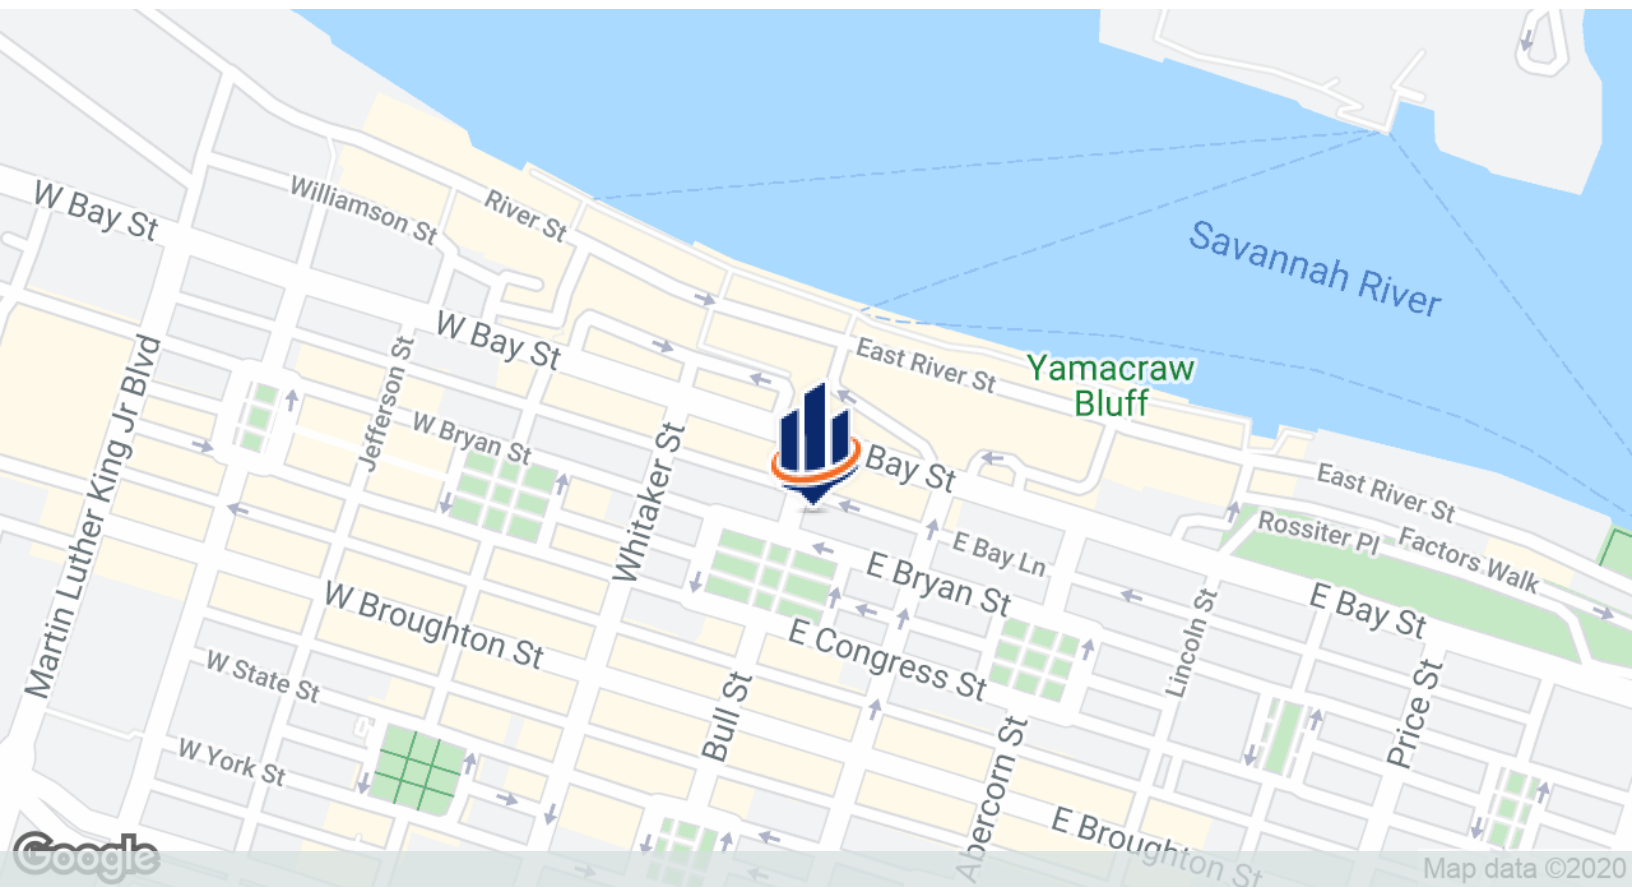 W Bay St
Williamson St
River St
Savannah River
W Bay St
Jefferson St
Martin Luther King Jr Blvd
East River St
Yamacraw
Bluff
W Bryan St
Whitaker St
Bay St
East River St
Rossiter Pl
Factors Walk
E Bay Ln
E Bryan St
E Bay St
Lincoln St
W Broughton St
E Congress St
W State St
Bull St
Price St
W York St
Abercorn St
E Broughton St
Google
Map data ©2020